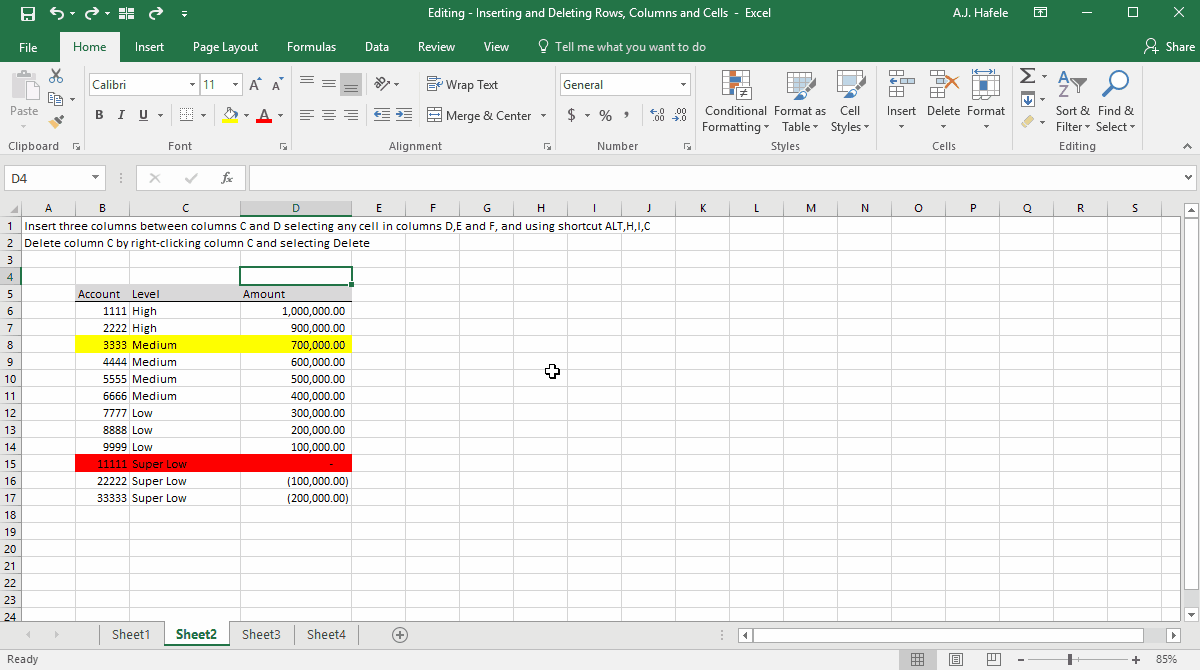 Editing - Inserting and Deleting Rows, Columns and Cells - Excel
A.J. Hafele
File Home Insert Page Layout Formulas Data Review View Tell me what you want to do Share
Paste
Calibri 11
B I U A
A A
Wrap Text
Merge & Center
General
$ % ,
.00 .0
Conditional Formatting
Format as Table
Cell Styles
Insert Delete Format
Sort & Filter
Find & Select
Clipboard Font Alignment Number Styles Cells Editing
D4 fx
A B C D E F G H I J K L M N O P Q R S
1 Insert three columns between columns C and D selecting any cell in columns D,E and F, and using shortcut ALT,H,I,C
2 Delete column C by right-clicking column C and selecting Delete
3
4
5 Account Level Amount
6 1111 High 1,000,000.00
7 2222 High 900,000.00
8 3333 Medium 700,000.00
9 4444 Medium 600,000.00
10 5555 Medium 500,000.00
11 6666 Medium 400,000.00
12 7777 Low 300,000.00
13 8888 Low 200,000.00
14 9999 Low 100,000.00
15 11111 Super Low -
16 22222 Super Low (100,000.00)
17 33333 Super Low (200,000.00)
18
19
20
21
22
23
24
Sheet1 Sheet2 Sheet3 Sheet4
Ready 85%